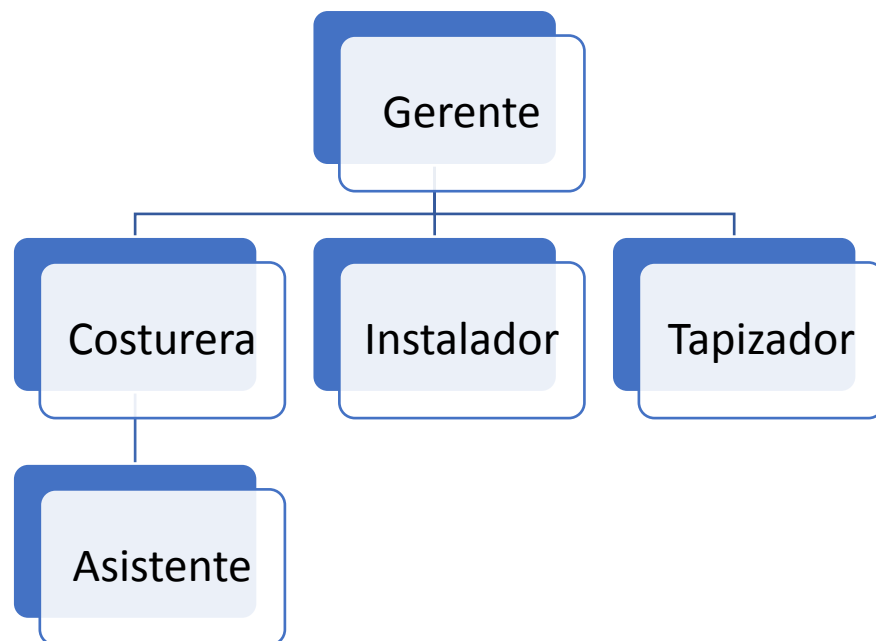 Gerente
Costurera
Instalador
Tapizador
Asistente